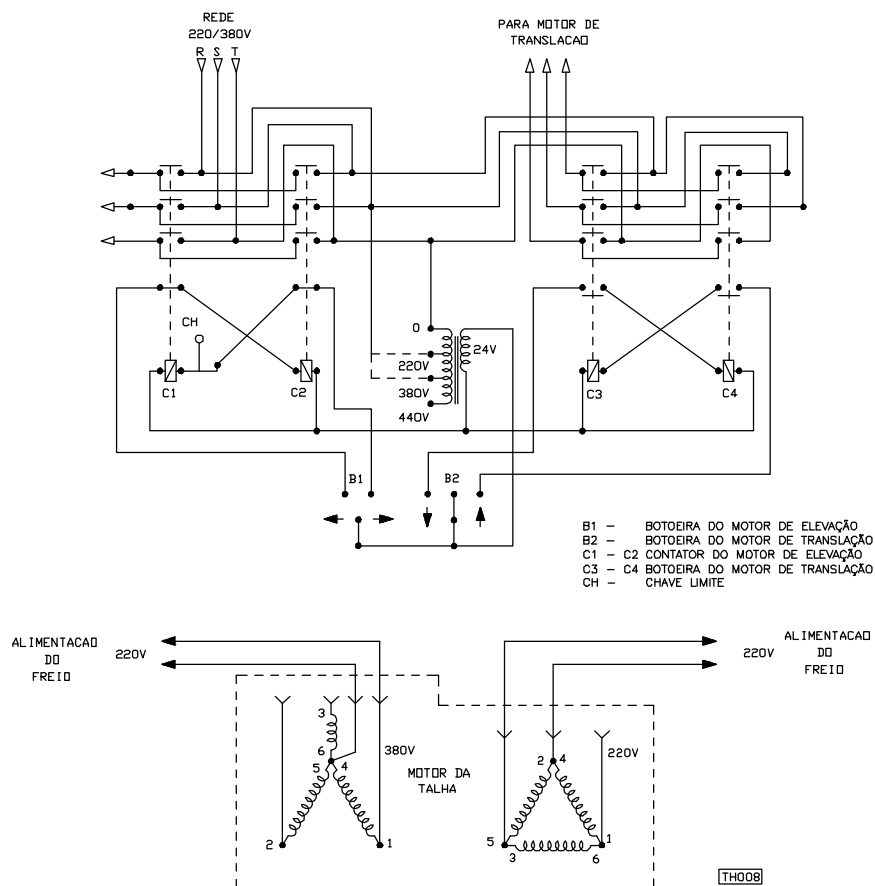 REDE
220/380V
R S T
PARA MOTOR DE
TRANSLACAO
CH
C1
C2
0
220V
380V
440V
24V
C3
C4
B1
B2
B1 – BOTOEIRA DO MOTOR DE ELEVAÇÃO
B2 – BOTOEIRA DO MOTOR DE TRANSLAÇÃO
C1 – C2 CONTATOR DO MOTOR DE ELEVAÇÃO
C3 – C4 BOTOEIRA DO MOTOR DE TRANSLAÇÃO
CH – CHAVE LIMITE
ALIMENTACAO
DO
FREIO
220V
220V
ALIMENTACAO
DO
FREIO
3
6
5 4
2
1
380V
MOTOR DA
TALHA
2 4
5
3
6
1
220V
TH008